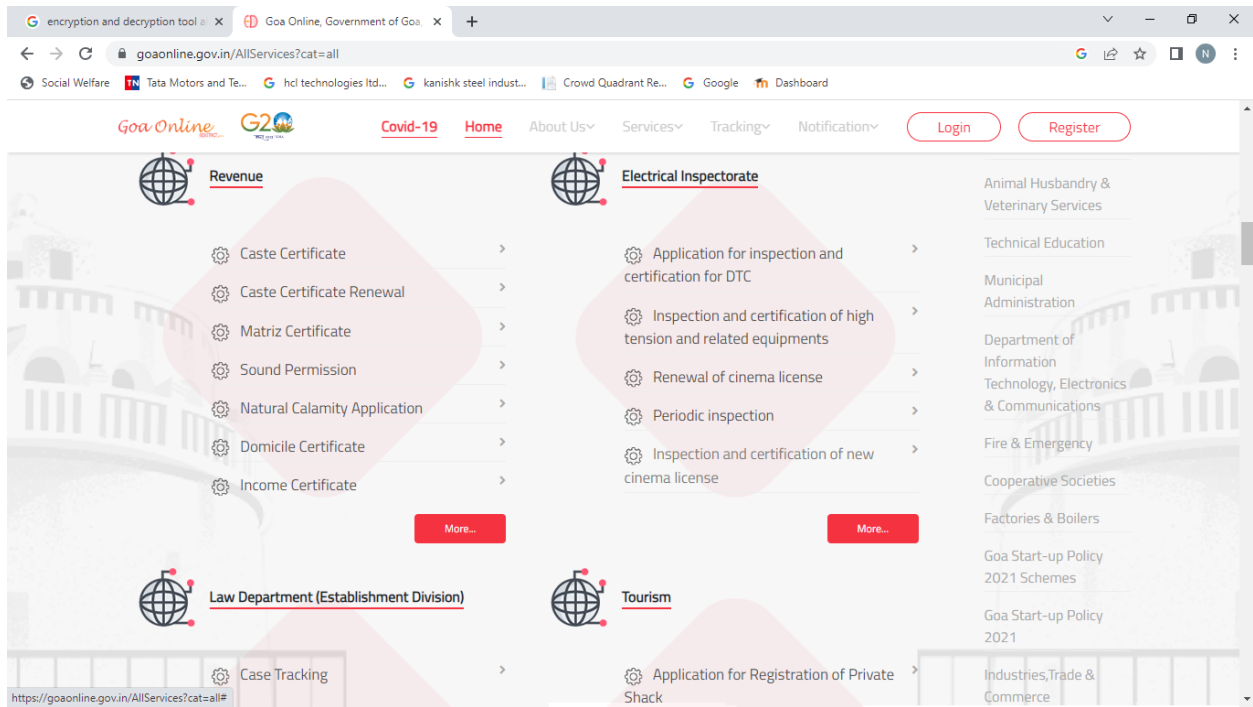 encryption and decryption tool a
Goa Online, Government of Goa,
goaonline.gov.in/AllServices?cat=all
N
Social Welfare
TN Tata Motors and Te...
hcl technologies ltd...
kanishk steel indust...
Crowd Quadrant Re...
Google
Dashboard
Goa Online
G20
Covid-19
Home
About Us
Services
Tracking
Notification
Login
Register
Revenue
Caste Certificate
Caste Certificate Renewal
Matriz Certificate
Sound Permission
Natural Calamity Application
Domicile Certificate
Income Certificate
More...
Electrical Inspectorate
Application for inspection and
certification for DTC
Inspection and certification of high
tension and related equipments
Renewal of cinema license
Periodic inspection
Inspection and certification of new
cinema license
More...
Law Department (Establishment Division)
Case Tracking
Tourism
Application for Registration of Private
Shack
Animal Husbandry &
Veterinary Services
Technical Education
Municipal
Administration
Department of
Information
Technology, Electronics
& Communications
Fire & Emergency
Cooperative Societies
Factories & Boilers
Goa Start-up Policy
2021 Schemes
Goa Start-up Policy
2021
Industries,Trade &
Commerce
https://goaonline.gov.in/AllServices?cat=all#